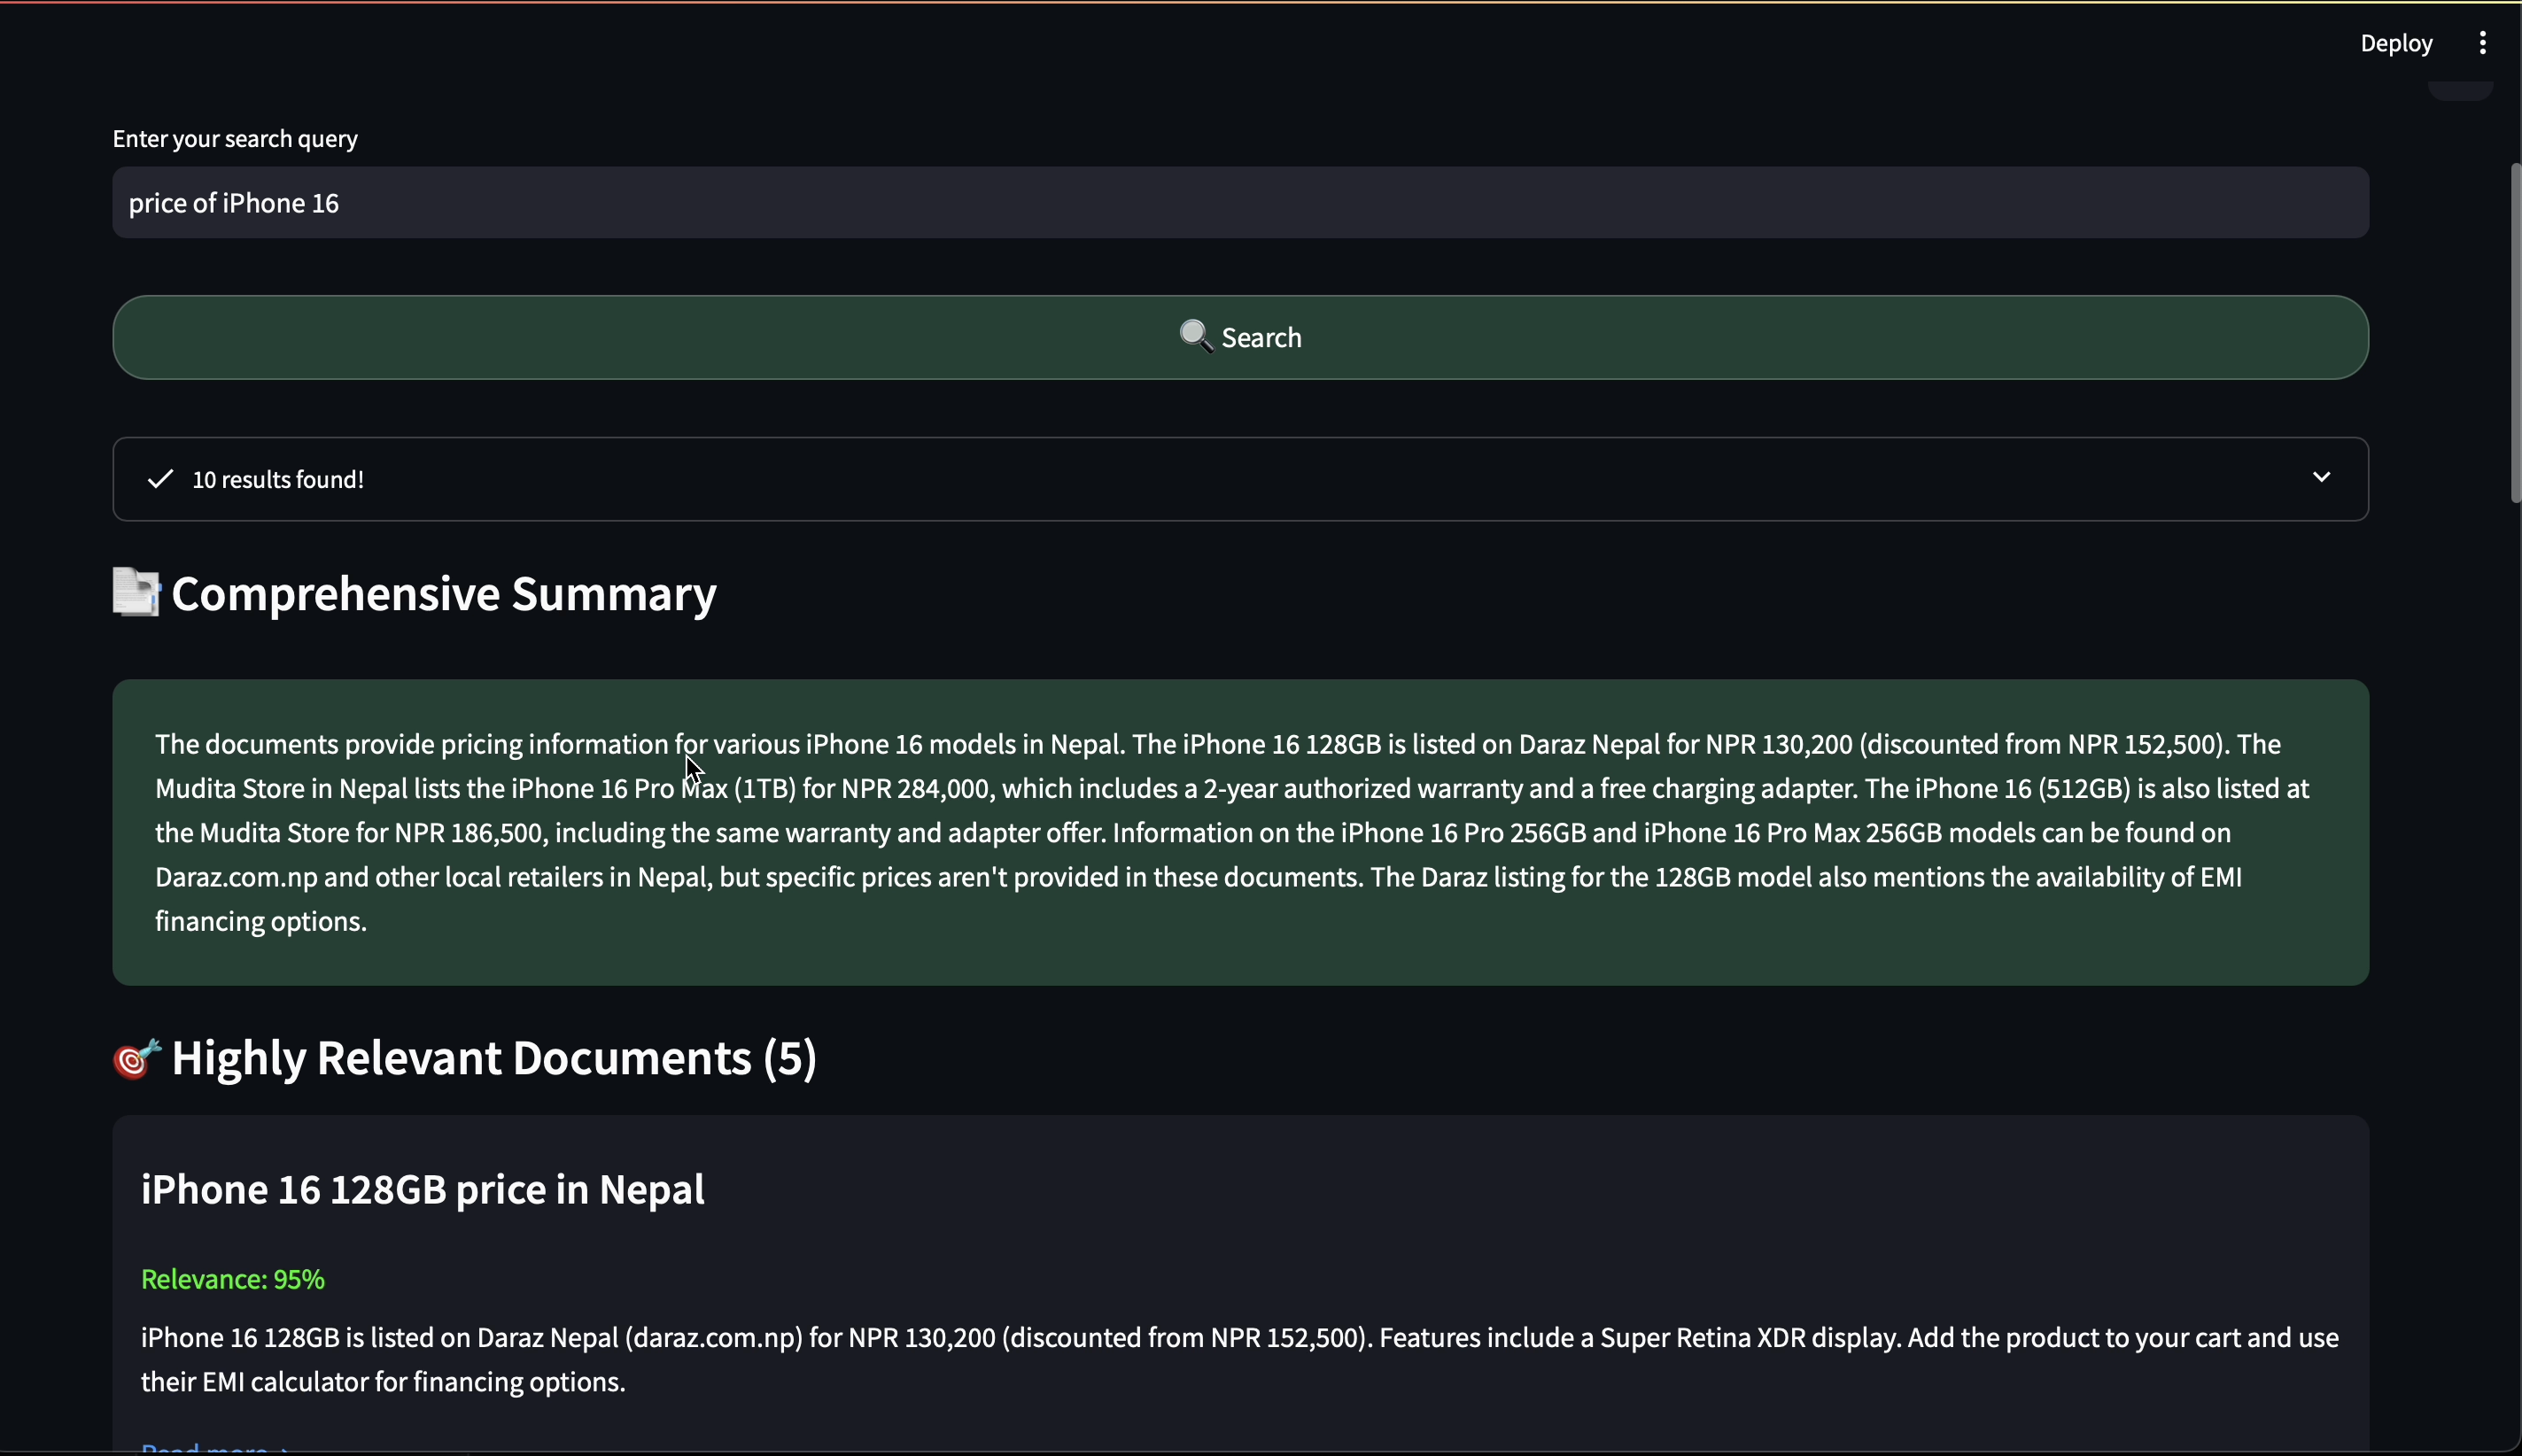 Deploy
Enter your search query
price of iPhone 16
Search
10 results found!
Comprehensive Summary
The documents provide pricing information for various iPhone 16 models in Nepal. The iPhone 16 128GB is listed on Daraz Nepal for NPR 130,200 (discounted from NPR 152,500). The
Mudita Store in Nepal lists the iPhone 16 Pro Max (1TB) for NPR 284,000, which includes a 2-year authorized warranty and a free charging adapter. The iPhone 16 (512GB) is also listed at
the Mudita Store for NPR 186,500, including the same warranty and adapter offer. Information on the iPhone 16 Pro 256GB and iPhone 16 Pro Max 256GB models can be found on
Daraz.com.np and other local retailers in Nepal, but specific prices aren't provided in these documents. The Daraz listing for the 128GB model also mentions the availability of EMI
financing options.
Highly Relevant Documents (5)
iPhone 16 128GB price in Nepal
Relevance: 95%
iPhone 16 128GB is listed on Daraz Nepal (daraz.com.np) for NPR 130,200 (discounted from NPR 152,500). Features include a Super Retina XDR display. Add the product to your cart and use
their EMI calculator for financing options.
Read more →